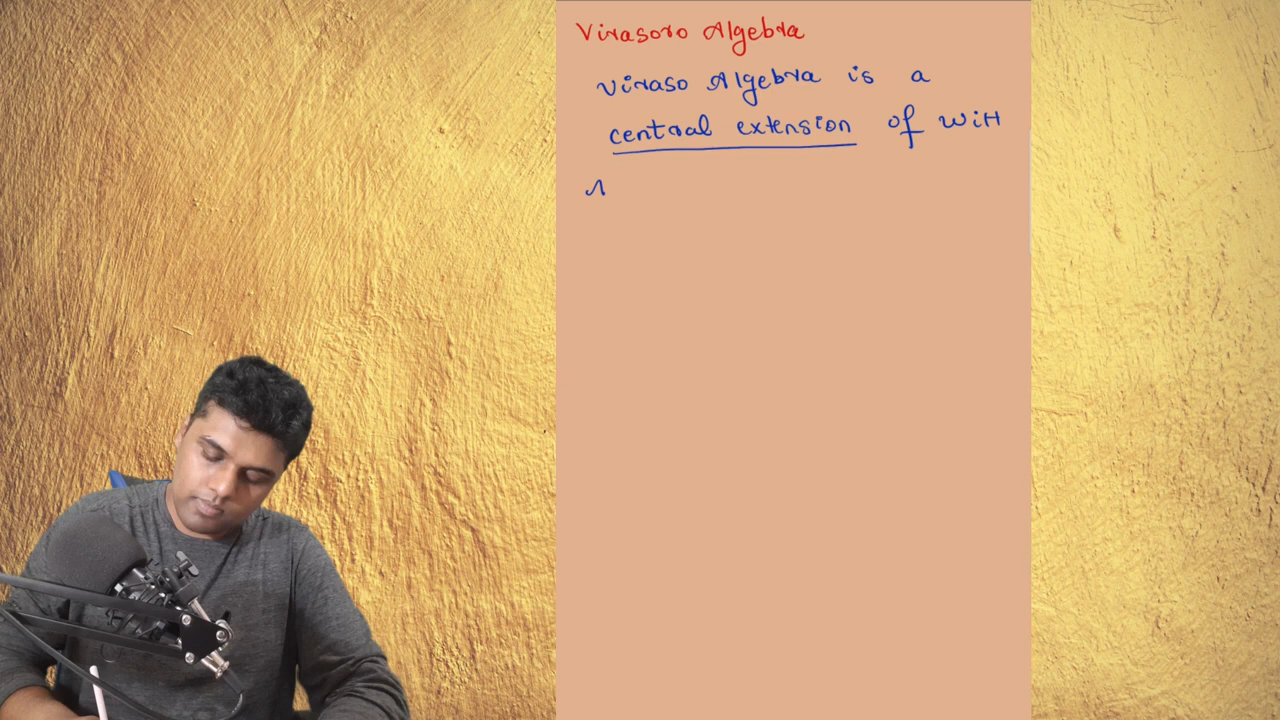 Virasoro Algebra
Viraso Algebra is a
central extension of Witt
A